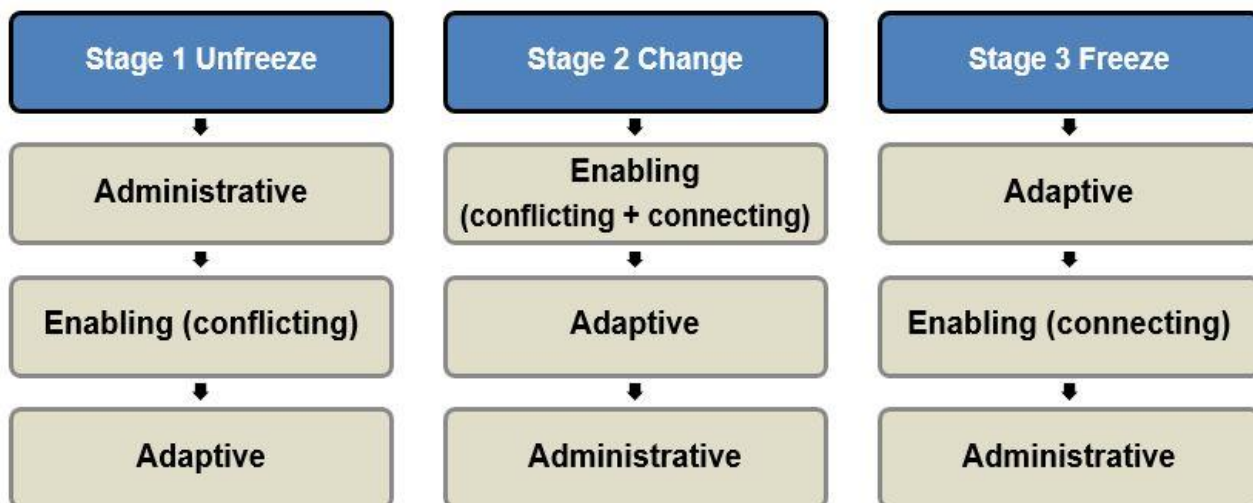 Stage 1 Unfreeze
Administrative
Enabling (conflicting)
Adaptive
Stage 2 Change
Enabling
(conflicting + connecting)
Adaptive
Administrative
Stage 3 Freeze
Adaptive
Enabling (connecting)
Administrative